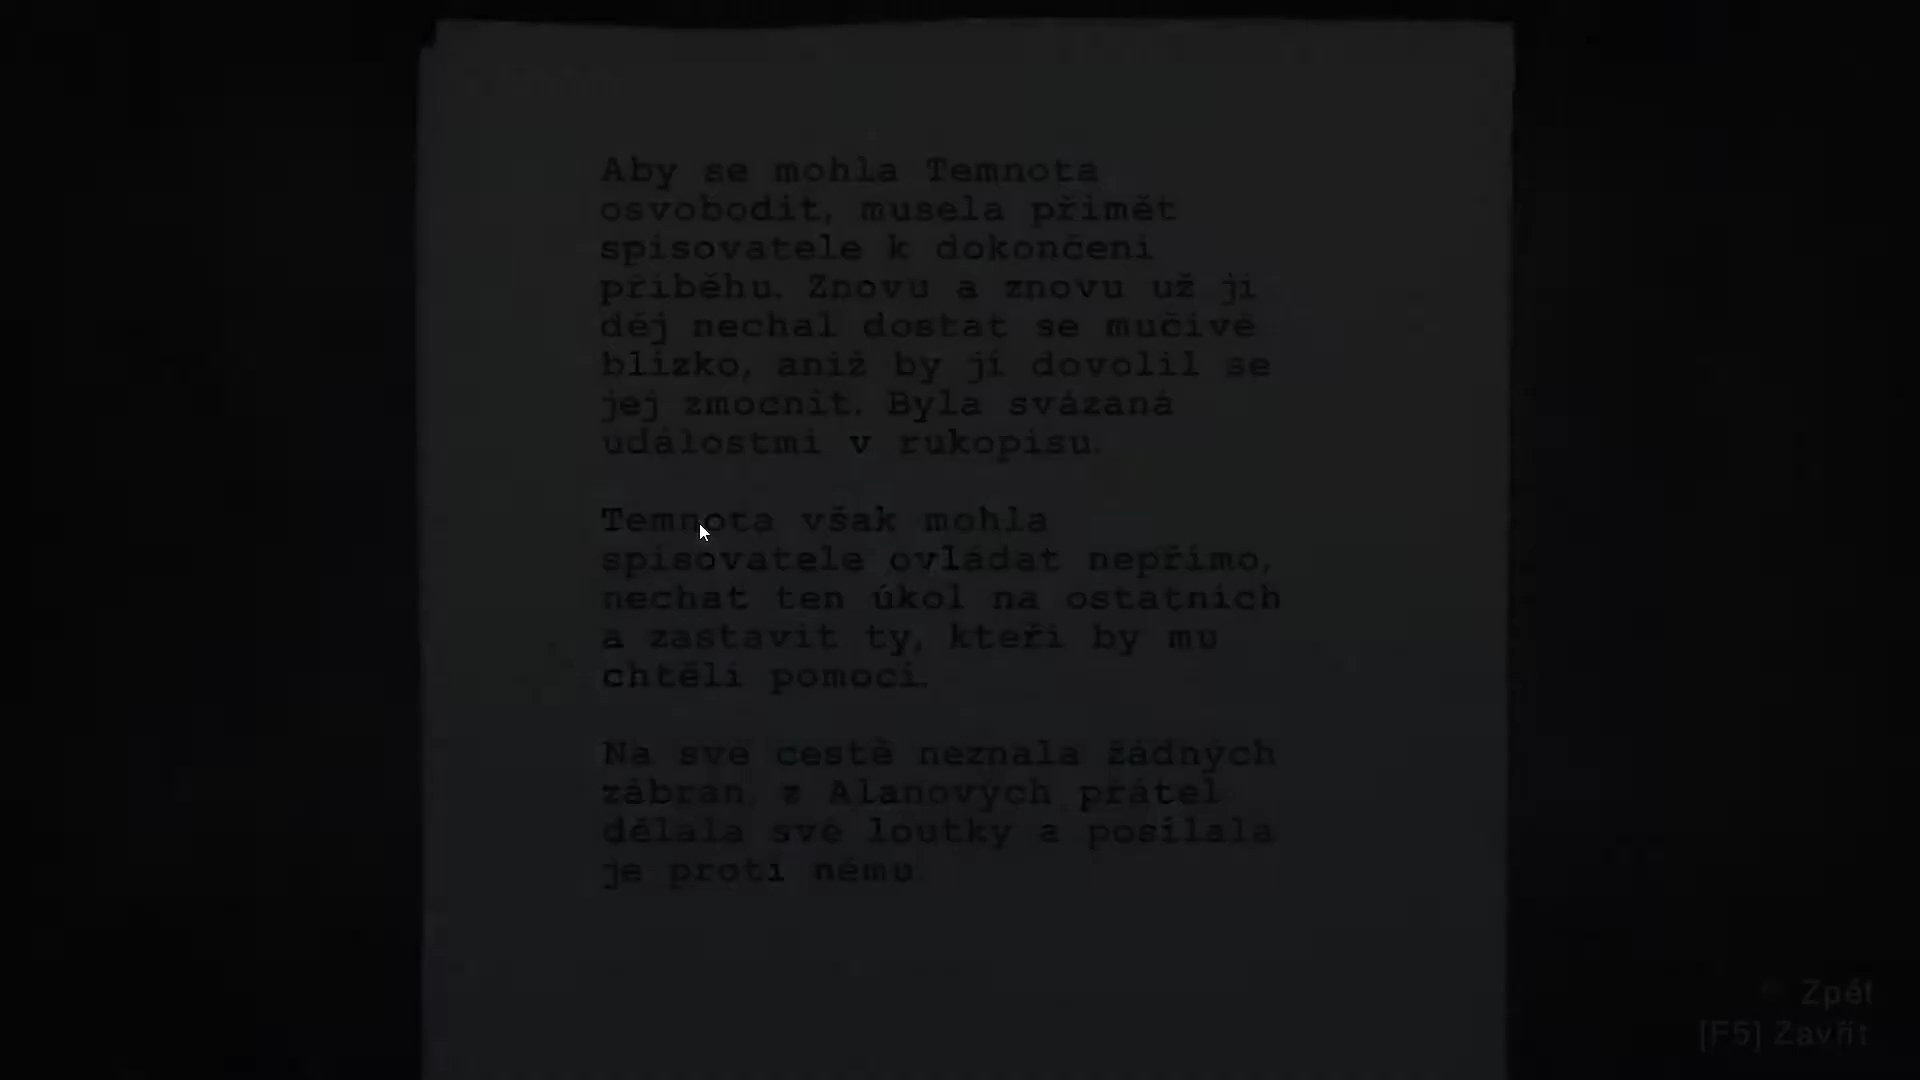 Aby se mohla Temnota
osvobodit, musela přimět
spisovatele k dokončení
příběhu. Znovu a znovu už jí
děj nechal dostat se mučivě
blízko, aniž by jí dovolil se
jej zmocnit. Byla svázaná
událostmi v rukopisu.
Temnota však mohla
spisovatele ovládat nepřímo,
nechat ten úkol na ostatních
a zastavit ty, kteří by mu
chtěli pomoci.
Na své cestě neznala žádných
zábran, z Alanových přátel
dělala své loutky a posílala
je proti němu.
Zpět
[F5] Zavřít